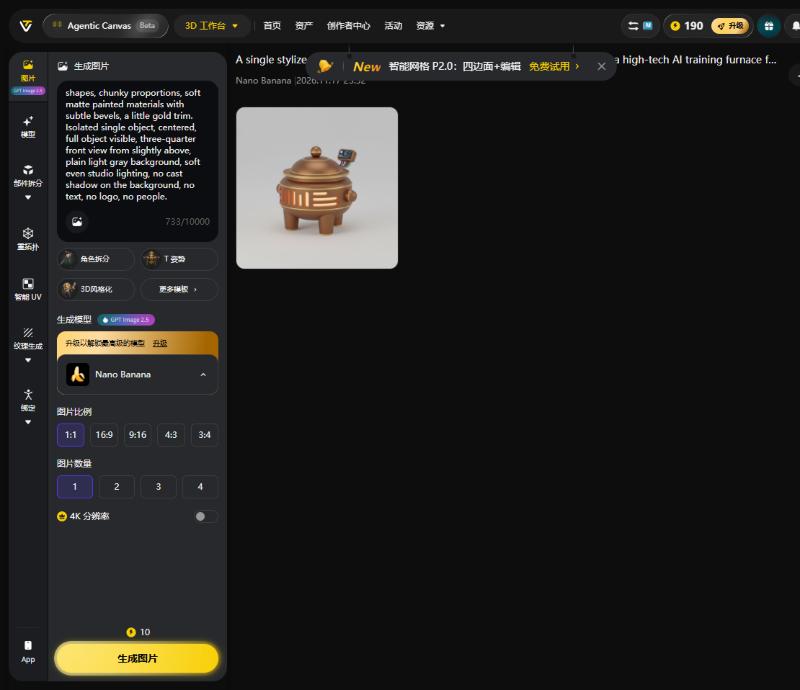 Agentic Canvas Beta
3D 工作台
首页
资产
创作者中心
活动
资源
190
升级
图片
GPT Image 2.5
模型
部件拆分
重拓扑
智能 UV
纹理生成
绑定
App
生成图片
shapes, chunky proportions, soft
matte painted materials with
subtle bevels, a little gold trim.
Isolated single object, centered,
full object visible, three-quarter
front view from slightly above,
plain light gray background, soft
even studio lighting, no cast
shadow on the background, no
text, no logo, no people.
733/10000
角色拆分
T 姿势
3D风格化
更多模板 ›
生成模型 GPT Image 2.5
升级以解锁最高级的模型 升级
Nano Banana
图片比例
1:1 16:9 9:16 4:3 3:4
图片数量
1 2 3 4
4K 分辨率
10
生成图片
A single stylize
a high-tech AI training furnace f...
New 智能网格 P2.0：四边面+编辑 免费试用 ›
Nano Banana